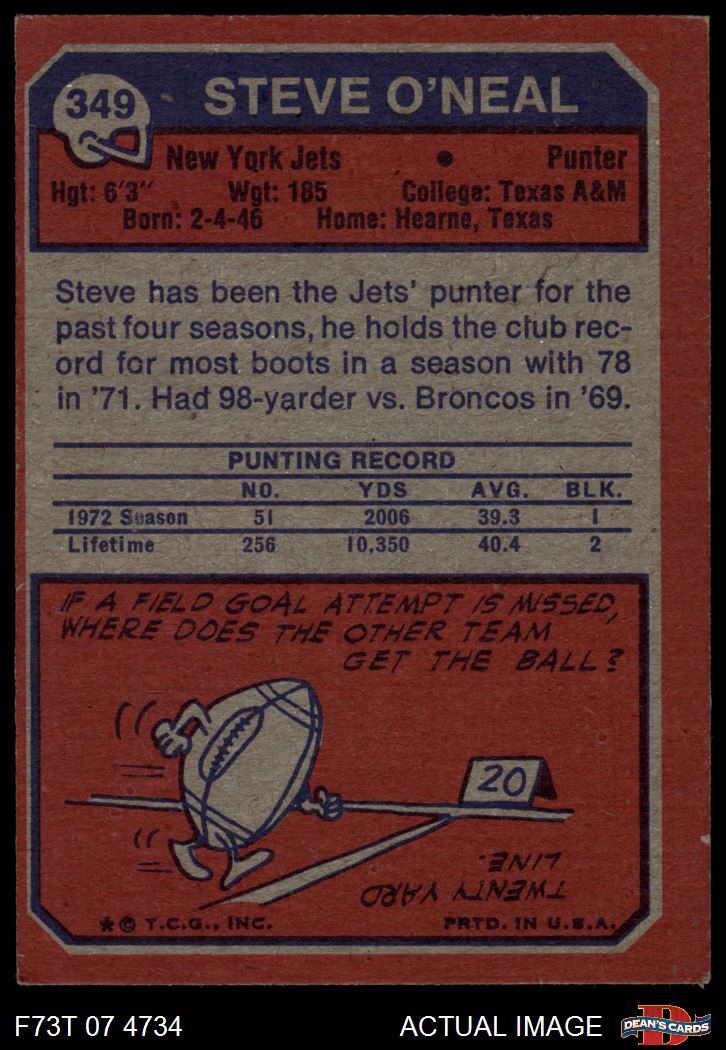 349
STEVE O'NEAL
New York Jets • Punter
Hgt: 6'3" Wgt: 185 College: Texas A&M
Born: 2-4-46 Home: Hearne, Texas
Steve has been the Jets' punter for the
past four seasons, he holds the club rec-
ord for most boots in a season with 78
in '71. Had 98-yarder vs. Broncos in '69.
PUNTING RECORD
NO. YDS AVG. BLK.
1972 Season 51 2006 39.3 1
Lifetime 256 10,350 40.4 2
IF A FIELD GOAL ATTEMPT IS MISSED,
WHERE DOES THE OTHER TEAM
GET THE BALL?
20
TWENTY YARD
LINE.
* © T.C.G., INC. PRTD. IN U.S.A.
F73T 07 4734 ACTUAL IMAGE
D
DEAN'S CARDS